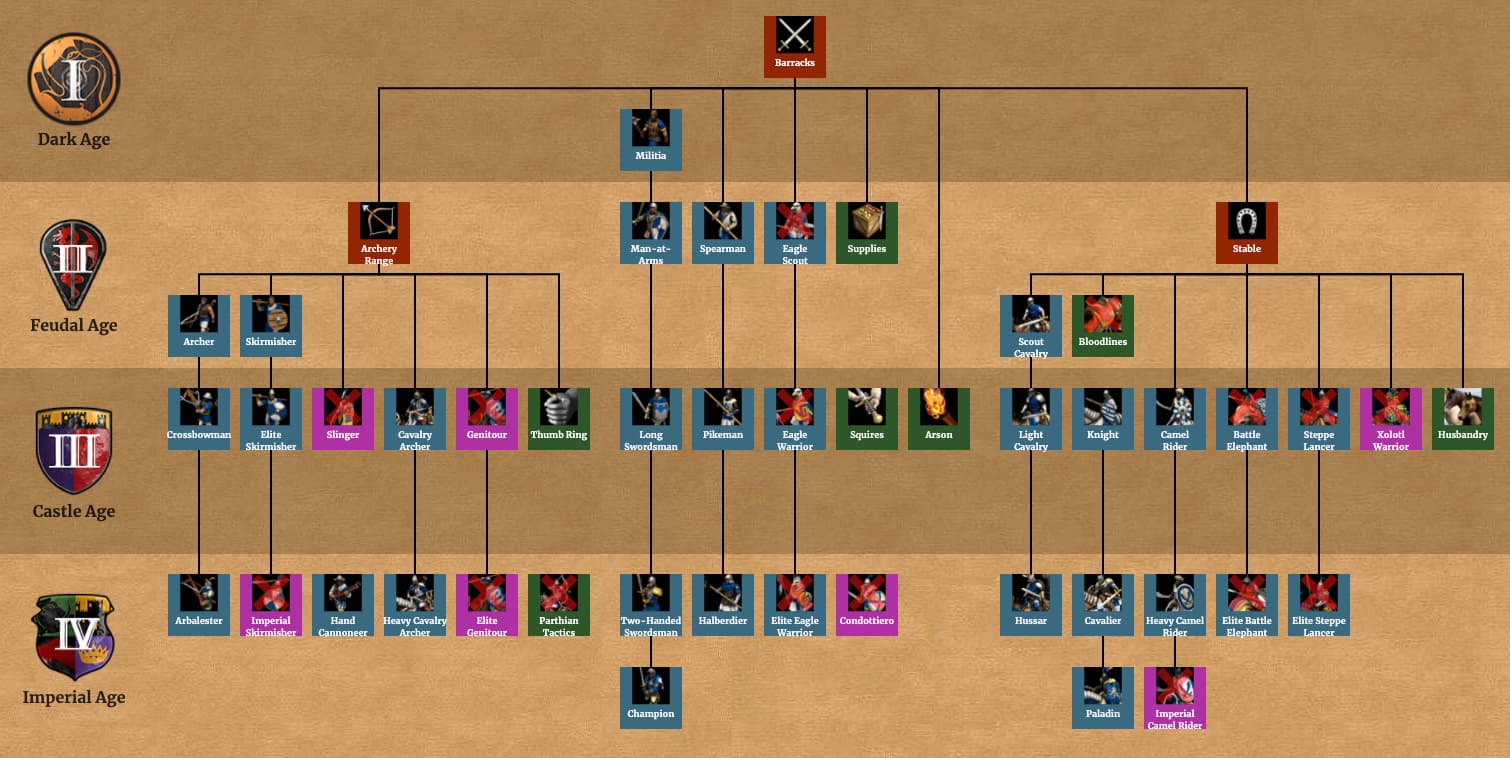 Barracks
I
Dark Age
Militia
II
Feudal Age
Archery
Range
Man-at-
Arms
Spearman
Eagle
Scout
Supplies
Stable
Archer
Skirmisher
Scout
Cavalry
Bloodlines
III
Castle Age
Crossbowman
Elite
Skirmisher
Slinger
Cavalry
Archer
Genitour
Thumb Ring
Long
Swordsman
Pikeman
Eagle
Warrior
Squires
Arson
Light
Cavalry
Knight
Camel
Rider
Battle
Elephant
Steppe
Lancer
Xolotl
Warrior
Husbandry
IV
Imperial Age
Arbalester
Imperial
Skirmisher
Hand
Cannoneer
Heavy Cavalry
Archer
Elite
Genitour
Parthian
Tactics
Two-Handed
Swordsman
Halberdier
Elite Eagle
Warrior
Condottiero
Hussar
Cavalier
Heavy Camel
Rider
Elite Battle
Elephant
Elite Steppe
Lancer
Champion
Paladin
Imperial
Camel Rider